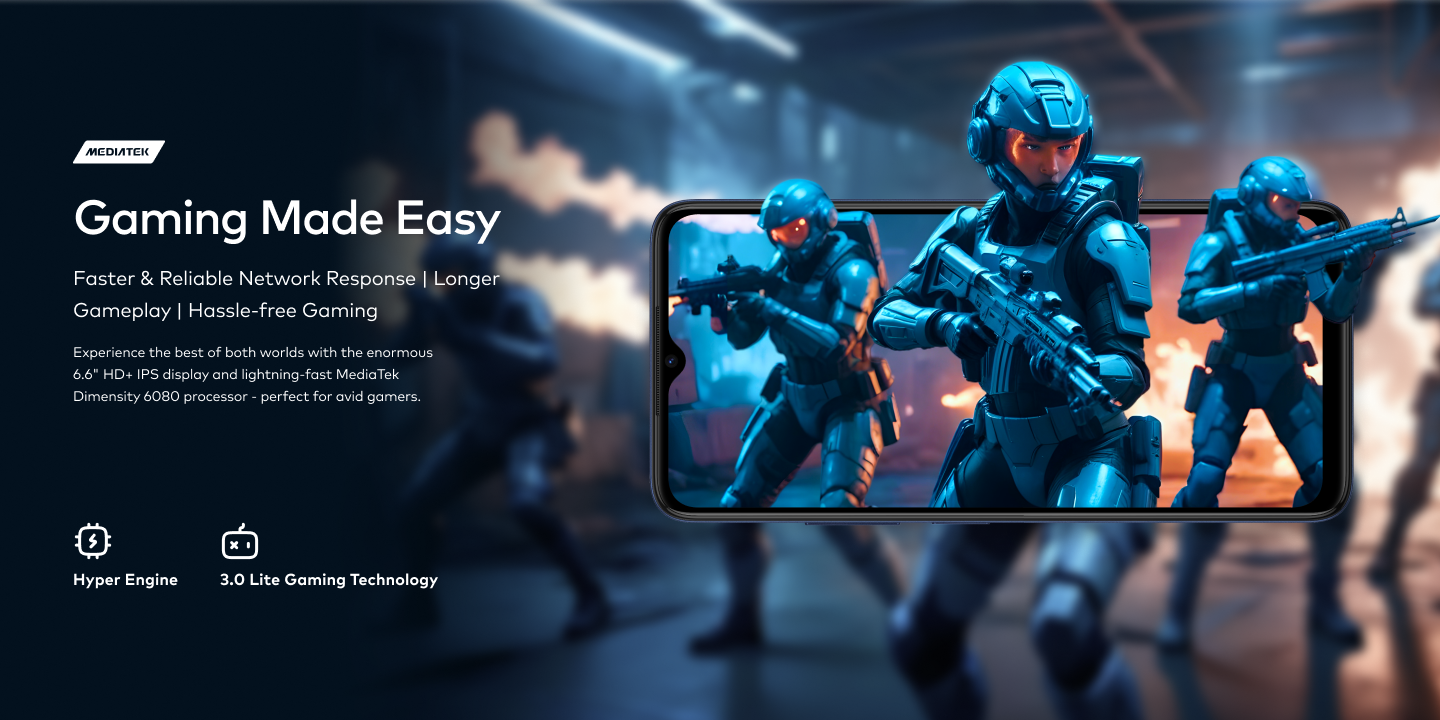 MEDIATEK
Gaming Made Easy
Faster & Reliable Network Response | Longer
Gameplay | Hassle-free Gaming
Experience the best of both worlds with the enormous
6.6" HD+ IPS display and lightning-fast MediaTek
Dimensity 6080 processor - perfect for avid gamers.
Hyper Engine
3.0 Lite Gaming Technology